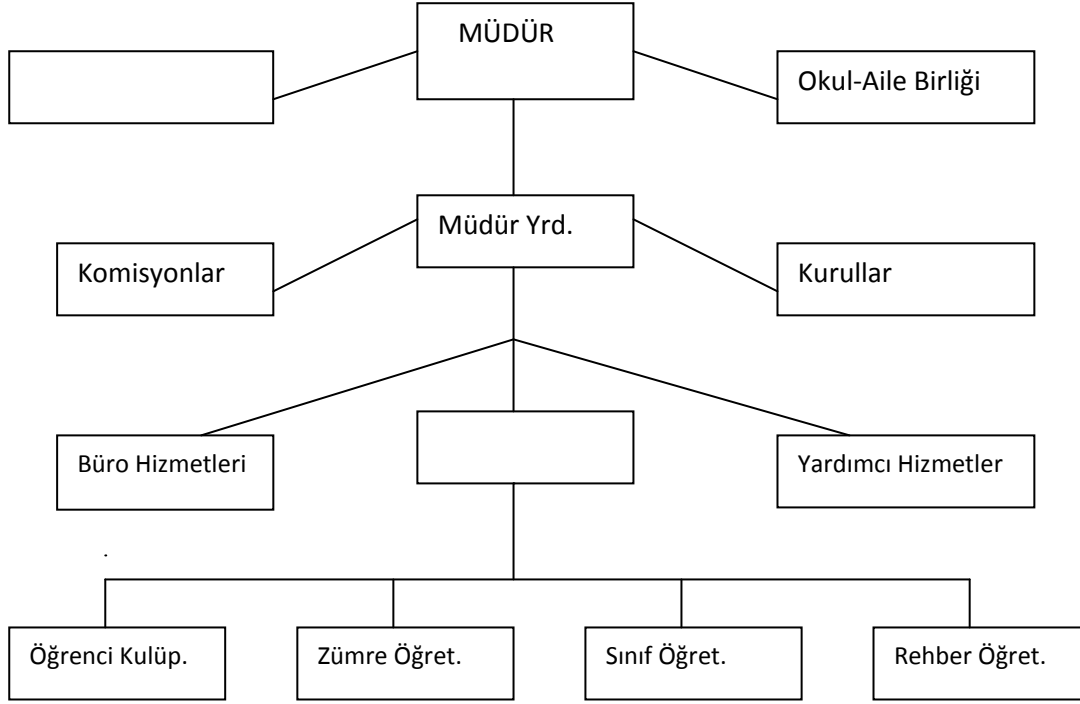 MÜDÜR
Okul-Aile Birliği
Müdür Yrd.
Komisyonlar
Kurullar
Büro Hizmetleri
Yardımcı Hizmetler
.
Öğrenci Kulüp.
Zümre Öğret.
Sınıf Öğret.
Rehber Öğret.